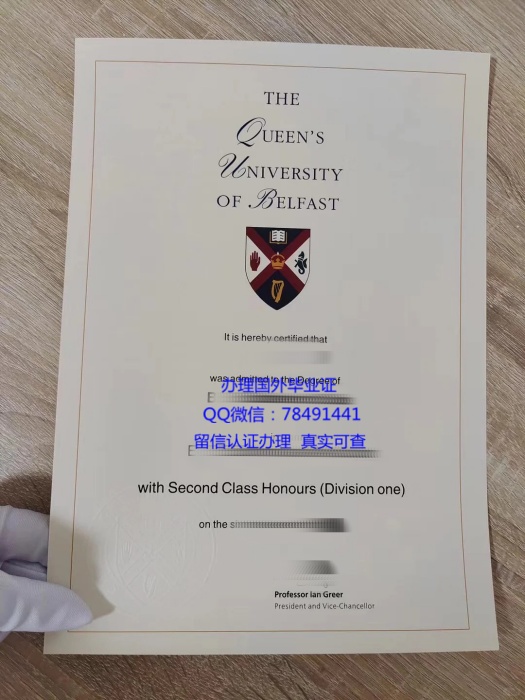 THE
QUEEN'S
UNIVERSITY
OF BELFAST
It is hereby certified that
was admitted to the Degree of
办理国外毕业证
QQ微信：78491441
留信认证办理 真实可查
with Second Class Honours (Division one)
on the
Professor Ian Greer
President and Vice-Chancellor